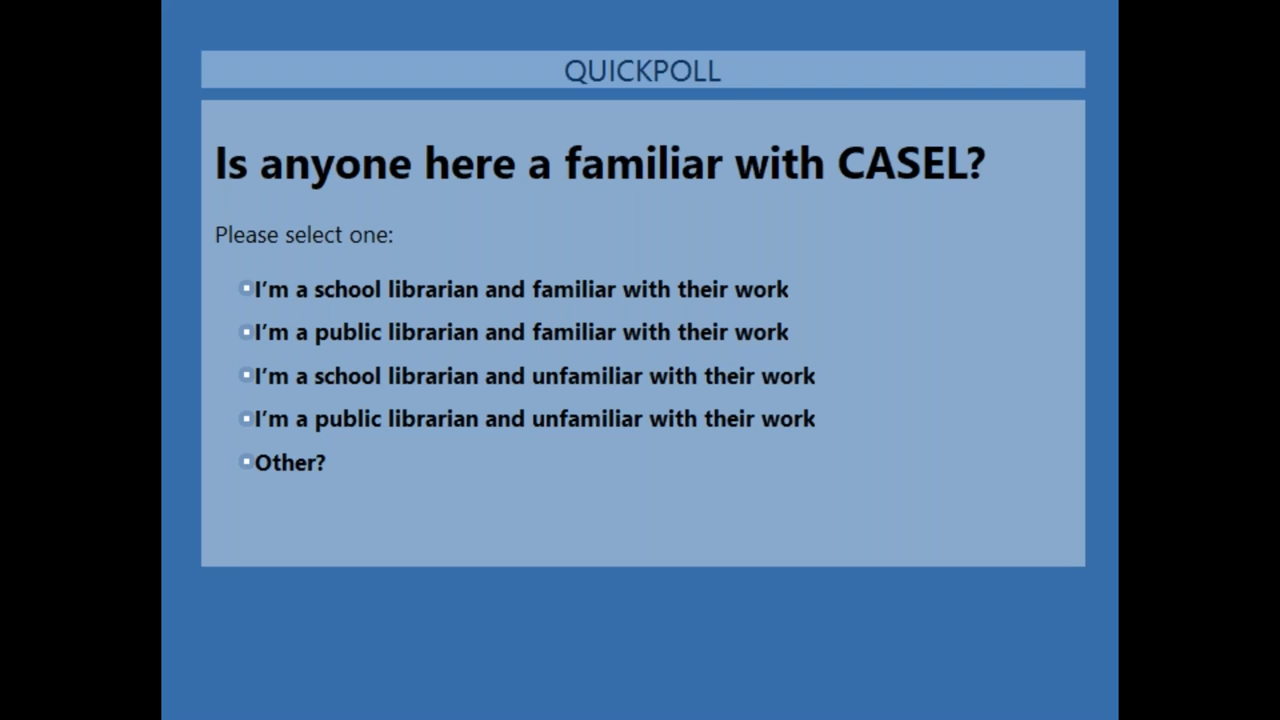 QUICKPOLL
Is anyone here a familiar with CASEL?
Please select one:
I'm a school librarian and familiar with their work
I'm a public librarian and familiar with their work
I'm a school librarian and unfamiliar with their work
I'm a public librarian and unfamiliar with their work
Other?